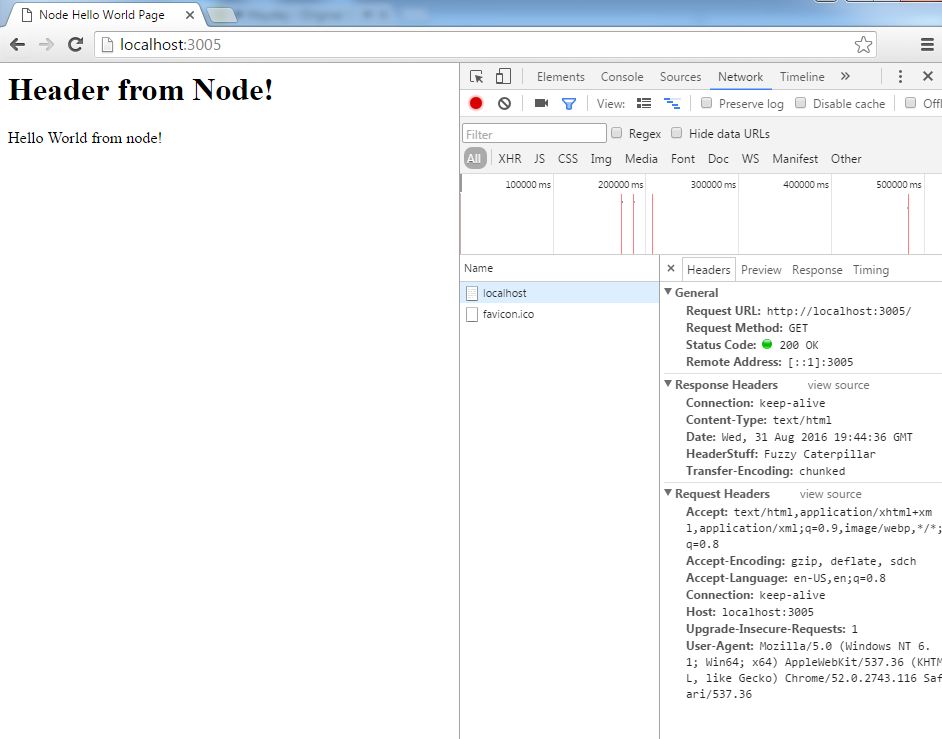 Node Hello World Page
localhost:3005
Header from Node!
Hello World from node!
Elements Console Sources Network Timeline »
View: Preserve log Disable cache Offl
Filter Regex Hide data URLs
All XHR JS CSS Img Media Font Doc WS Manifest Other
100000 ms 200000 ms 300000 ms 400000 ms 500000 ms
Name
localhost
favicon.ico
× Headers Preview Response Timing
General
Request URL: http://localhost:3005/
Request Method: GET
Status Code: 200 OK
Remote Address: [::1]:3005
Response Headers view source
Connection: keep-alive
Content-Type: text/html
Date: Wed, 31 Aug 2016 19:44:36 GMT
HeaderStuff: Fuzzy Caterpillar
Transfer-Encoding: chunked
Request Headers view source
Accept: text/html,application/xhtml+xm
l,application/xml;q=0.9,image/webp,*/*;
q=0.8
Accept-Encoding: gzip, deflate, sdch
Accept-Language: en-US,en;q=0.8
Connection: keep-alive
Host: localhost:3005
Upgrade-Insecure-Requests: 1
User-Agent: Mozilla/5.0 (Windows NT 6.
1; Win64; x64) AppleWebKit/537.36 (KHTM
L, like Gecko) Chrome/52.0.2743.116 Saf
ari/537.36